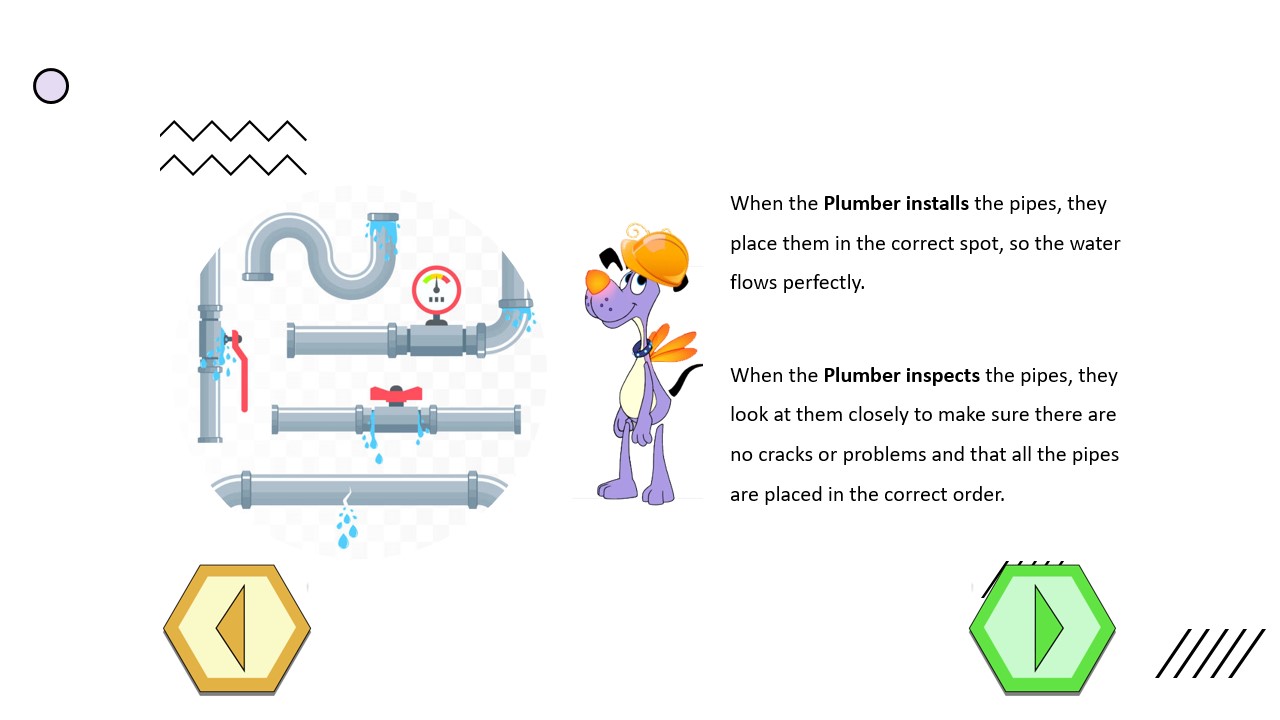 When the Plumber installs the pipes, they
place them in the correct spot, so the water
flows perfectly.
When the Plumber inspects the pipes, they
look at them closely to make sure there are
no cracks or problems and that all the pipes
are placed in the correct order.